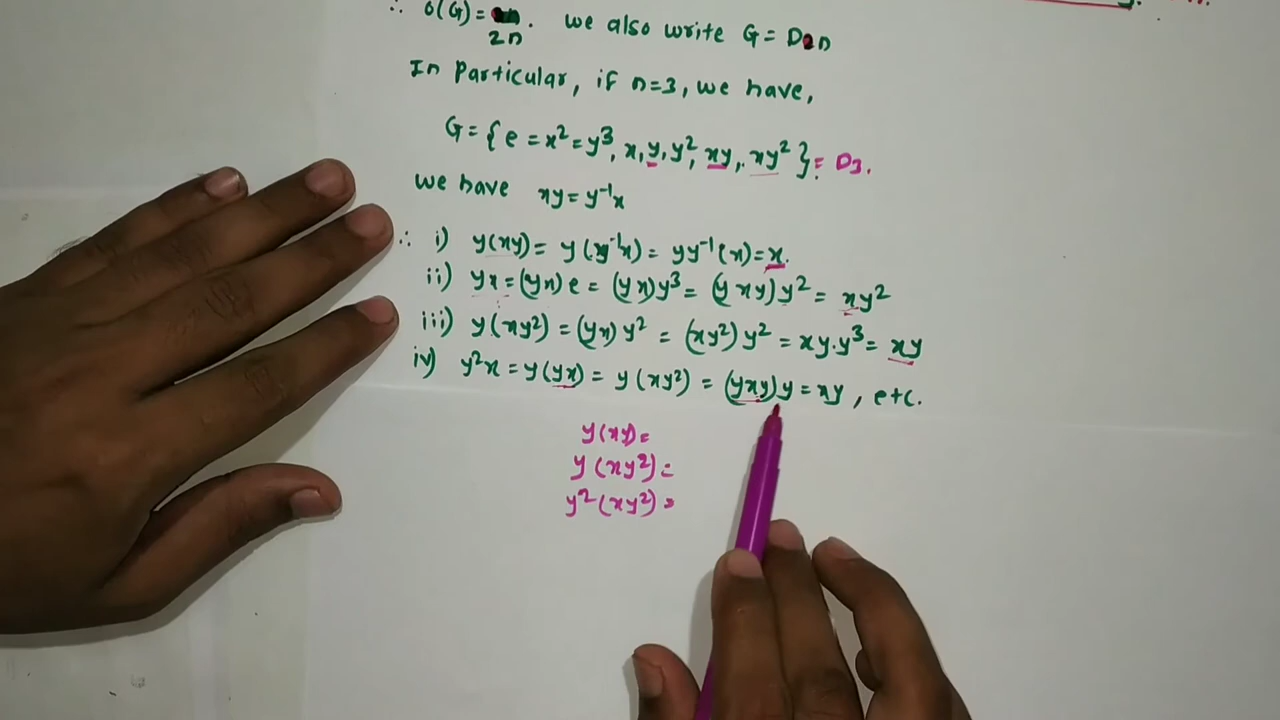 ∴ o(G) = 2n. we also write G = D n
In Particular, if n=3, we have,
G = { e = x² = y³, x, y, y², xy, xy² } = D₃.
we have xy = y⁻¹x
∴ i) y(xy) = y(y⁻¹x) = yy⁻¹(x) = x.
ii) yx = (yx)e = (yx)y³ = (yxy)y² = xy²
iii) y(xy²) = (yx)y² = (xy²)y² = xy.y³ = xy
iv) y²x = y(yx) = y(xy²) = (yxy)y = xy, etc.
y(xy) =
y(xy²) =
y²(xy²) =